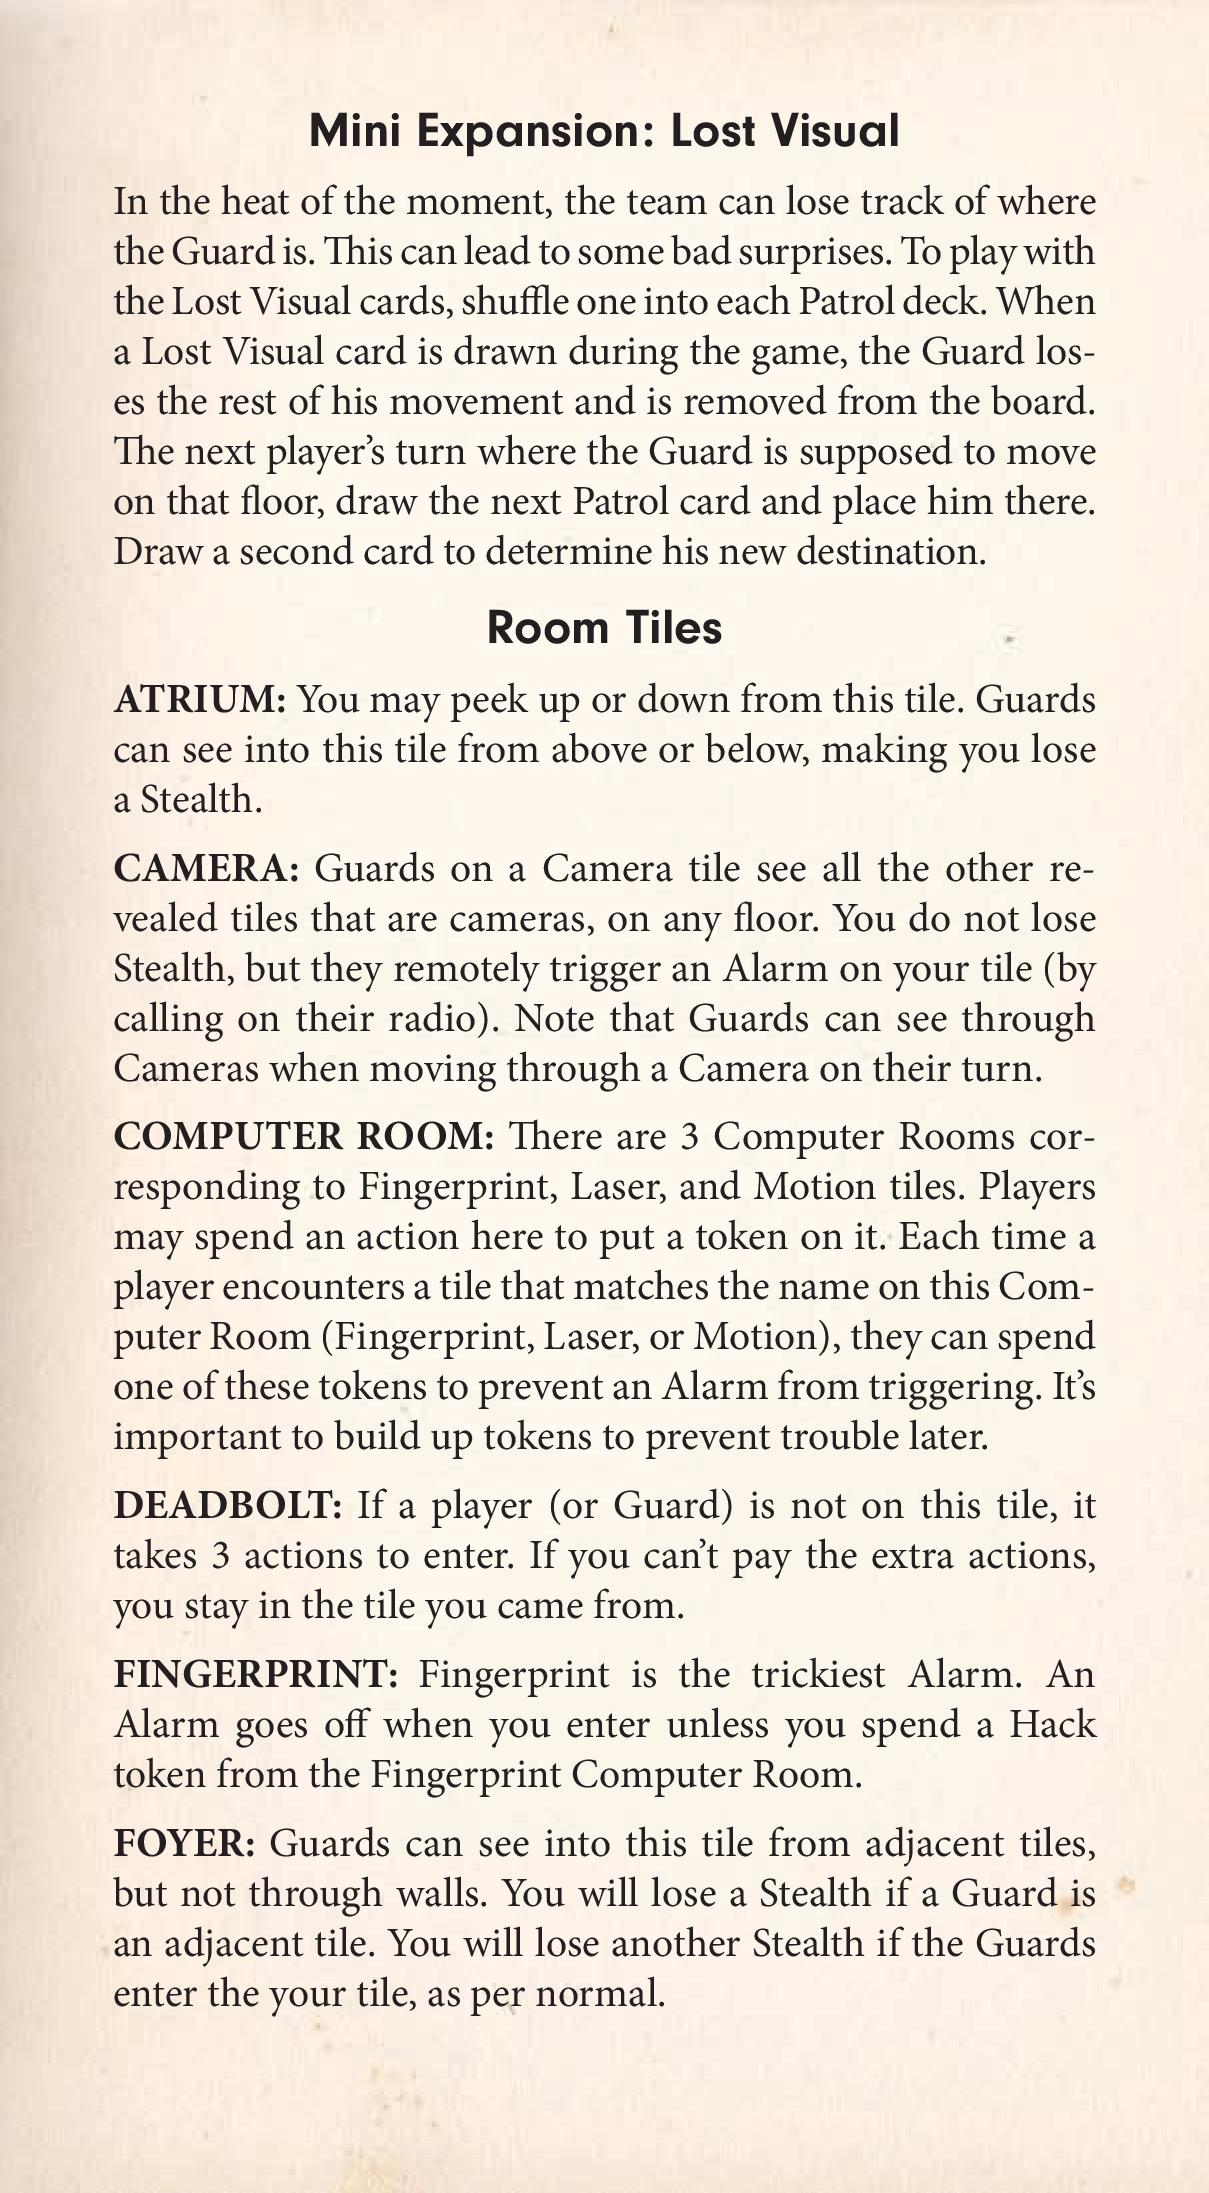 Mini Expansion: Lost Visual
In the heat of the moment, the team can lose track of where
the Guard is. This can lead to some bad surprises. To play with
the Lost Visual cards, shuffle one into each Patrol deck. When
a Lost Visual card is drawn during the game, the Guard los-
es the rest of his movement and is removed from the board.
The next player’s turn where the Guard is supposed to move
on that floor, draw the next Patrol card and place him there.
Draw a second card to determine his new destination.
Room Tiles
ATRIUM: You may peek up or down from this tile. Guards
can see into this tile from above or below, making you lose
a Stealth.
CAMERA: Guards on a Camera tile see all the other re-
vealed tiles that are cameras, on any floor. You do not lose
Stealth, but they remotely trigger an Alarm on your tile (by
calling on their radio). Note that Guards can see through
Cameras when moving through a Camera on their turn.
COMPUTER ROOM: There are 3 Computer Rooms cor-
responding to Fingerprint, Laser, and Motion tiles. Players
may spend an action here to put a token on it. Each time a
player encounters a tile that matches the name on this Com-
puter Room (Fingerprint, Laser, or Motion), they can spend
one of these tokens to prevent an Alarm from triggering. It’s
important to build up tokens to prevent trouble later.
DEADBOLT: If a player (or Guard) is not on this tile, it
takes 3 actions to enter. If you can’t pay the extra actions,
you stay in the tile you came from.
FINGERPRINT: Fingerprint is the trickiest Alarm. An
Alarm goes off when you enter unless you spend a Hack
token from the Fingerprint Computer Room.
FOYER: Guards can see into this tile from adjacent tiles,
but not through walls. You will lose a Stealth if a Guard is
an adjacent tile. You will lose another Stealth if the Guards
enter the your tile, as per normal.